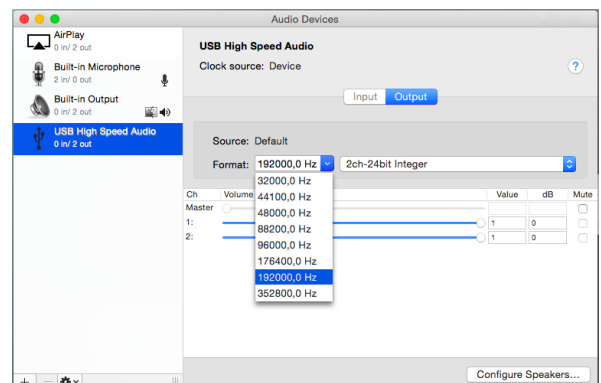 Audio Devices
AirPlay
0 in/ 2 out
Built-in Microphone
2 in/ 0 out
Built-in Output
0 in/ 2 out
USB High Speed Audio
0 in/ 2 out
USB High Speed Audio
Clock source: Device
?
Input Output
Source: Default
Format: 192000,0 Hz 2ch-24bit Integer
32000,0 Hz
44100,0 Hz
48000,0 Hz
88200,0 Hz
96000,0 Hz
176400,0 Hz
192000,0 Hz
352800,0 Hz
Ch Volume Value dB Mute
Master
1: 1 0
2: 1 0
Configure Speakers...